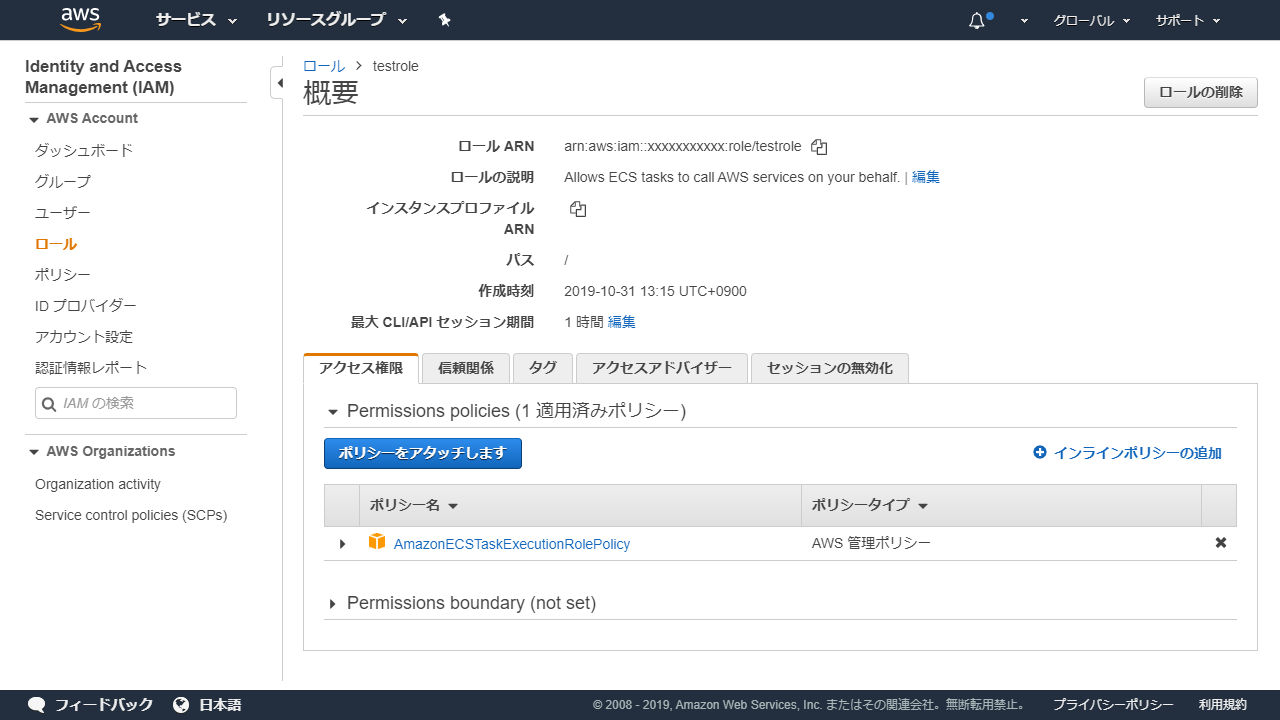 aws サービス リソースグループ グローバル サポート
Identity and Access Management (IAM)
AWS Account
ダッシュボード
グループ
ユーザー
ロール
ポリシー
ID プロバイダー
アカウント設定
認証情報レポート
IAM の検索
AWS Organizations
Organization activity
Service control policies (SCPs)
ロール testrole
概要
ロールの削除
ロール ARN arn:aws:iam::xxxxxxxxxxx:role/testrole
ロールの説明 Allows ECS tasks to call AWS services on your behalf. | 編集
インスタンスプロファイル ARN
パス /
作成時刻 2019-10-31 13:15 UTC+0900
最大 CLI/API セッション期間 1 時間 編集
アクセス権限 信頼関係 タグ アクセスアドバイザー セッションの無効化
Permissions policies (1 適用済みポリシー)
ポリシーをアタッチします インラインポリシーの追加
ポリシー名 ポリシータイプ
AmazonECSTaskExecutionRolePolicy AWS 管理ポリシー
Permissions boundary (not set)
フィードバック 日本語 © 2008 - 2019, Amazon Web Services, Inc. またはその関連会社。無断転用禁止。 プライバシーポリシー 利用規約